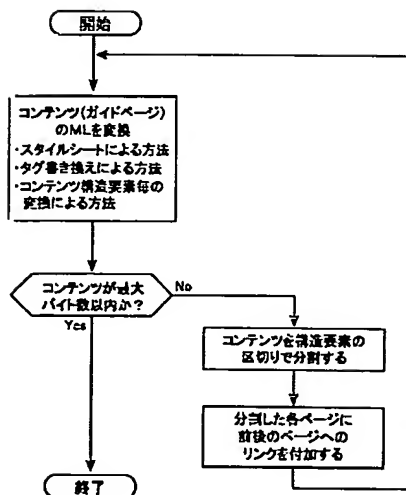 開始
コンテンツ(ガイドページ)
のMLを変換
・スタイルシートによる方法
・タグ書き換えによる方法
・コンテンツ構造要素毎の
変換による方法
コンテンツが最大
バイト数以内か？
No
Yes
コンテンツを構造要素の
区切りで分割する
分割した各ページに
前後のページへの
リンクを付加する
終了